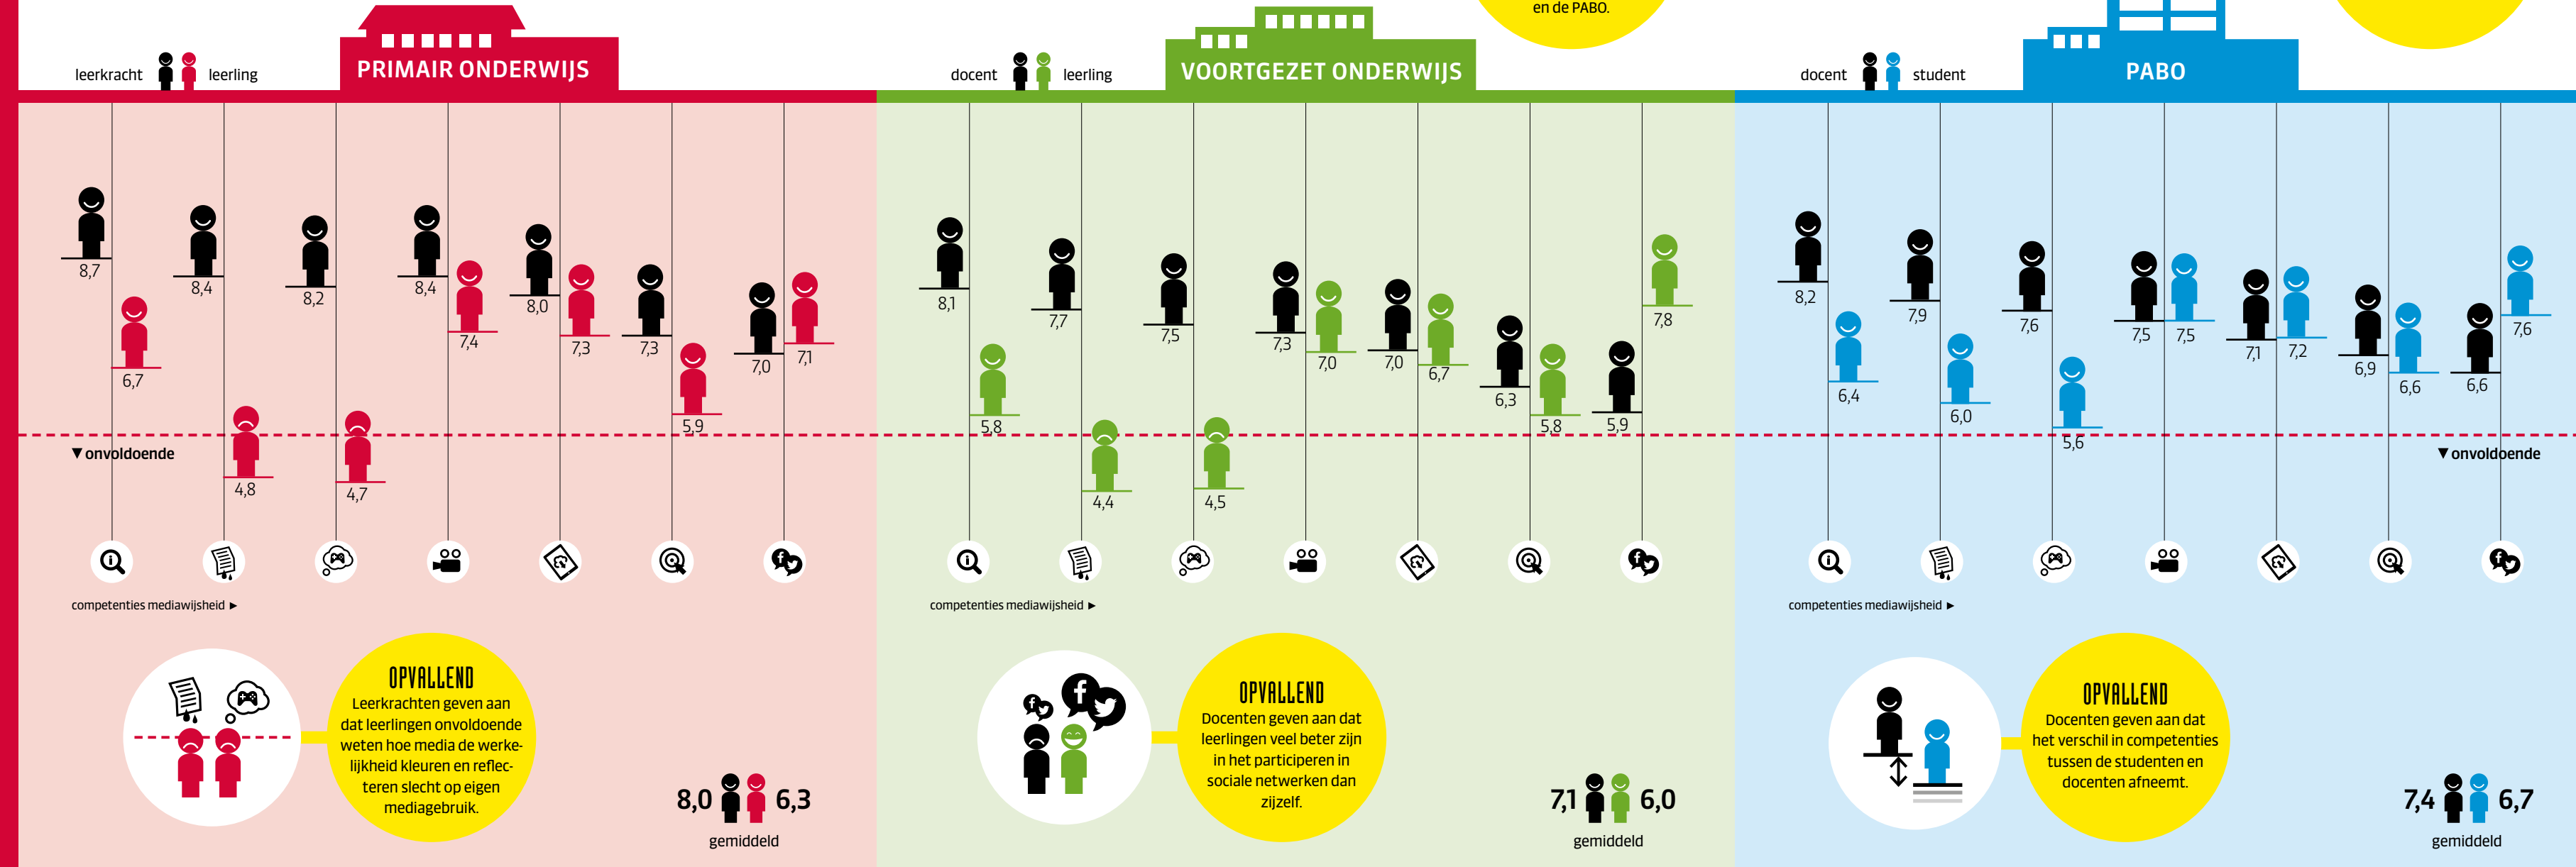 en de PABO.
leerkracht
leerling
PRIMAIR ONDERWIJS
8,7
6,7
8,4
4,8
8,2
4,7
8,4
7,4
8,0
7,3
7,3
5,9
7,0
7,1
▼onvoldoende
competenties mediawijsheid ►
OPVALLEND
Leerkrachten geven aan
dat leerlingen onvoldoende
weten hoe media de werke-
lijkheid kleuren en reflec-
teren slecht op eigen
mediagebruik.
8,0
6,3
gemiddeld
docent
leerling
VOORTGEZET ONDERWIJS
8,1
5,8
7,7
4,4
7,5
4,5
7,3
7,0
7,0
6,7
6,3
5,8
5,9
7,8
competenties mediawijsheid ►
OPVALLEND
Docenten geven aan dat
leerlingen veel beter zijn
in het participeren in
sociale netwerken dan
zijzelf.
7,1
6,0
gemiddeld
docent
student
PABO
8,2
6,4
7,9
6,0
7,6
5,6
7,5
7,5
7,1
7,2
6,9
6,6
6,6
7,6
▼onvoldoende
competenties mediawijsheid ►
OPVALLEND
Docenten geven aan dat
het verschil in competenties
tussen de studenten en
docenten afneemt.
7,4
6,7
gemiddeld